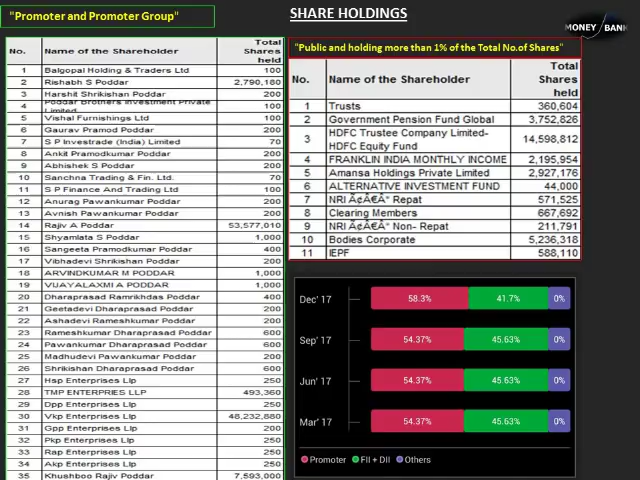 "Promoter and Promoter Group"
SHARE HOLDINGS
MONEY BANK
No. Name of the Shareholder Total Shares held
1 Balgopal Holding & Traders Ltd 100
2 Rishabh S Poddar 2,790,180
3 Harshit Shrikishan Poddar 200
4 Poddar Brothers Investment Private Limited 100
5 Vishal Furnishings Ltd 100
6 Gaurav Pramod Poddar 200
7 S P Investrade (India) Limited 70
8 Ankit Pramodkumar Poddar 200
9 Abhishek S Poddar 200
10 Sanchna Trading & Fin. Ltd. 70
11 S P Finance And Trading Ltd 100
12 Anurag Pawankumar Poddar 200
13 Avnish Pawankumar Poddar 200
14 Rajiv A Poddar 53,577,010
15 Shyamlata S Poddar 1,000
16 Sangeeta Pramodkumar Poddar 400
17 Vibhadevi Shrikishan Poddar 200
18 ARVINDKUMAR M PODDAR 1,000
19 VIJAYALAXMI A PODDAR 1,000
20 Dharaprasad Ramrikhdas Poddar 400
21 Geetadevi Dharaprasad Poddar 200
22 Ashadevi Rameshkumar Poddar 200
23 Rameshkumar Dharaprasad Poddar 600
24 Pawankumar Dharaprasad Poddar 600
25 Madhudevi Pawankumar Poddar 200
26 Shrikishan Dharaprasad Poddar 600
27 Hsp Enterprises Llp 250
28 TMP ENTERPRIES LLP 493,360
29 Dpp Enterprises Llp 250
30 Vkp Enterprises Llp 48,232,880
31 Gpp Enterprises Llp 200
32 Pkp Enterprises Llp 250
33 Rap Enterprises Llp 250
34 Akp Enterprises Llp 250
35 Khushboo Rajiv Poddar 7,593,000
"Public and holding more than 1% of the Total No.of Shares"
No. Name of the Shareholder Total Shares held
1 Trusts 360,604
2 Government Pension Fund Global 3,752,826
3 HDFC Trustee Company Limited- HDFC Equity Fund 14,598,812
4 FRANKLIN INDIA MONTHLY INCOME 2,195,954
5 Amansa Holdings Private Limited 2,927,176
6 ALTERNATIVE INVESTMENT FUND 44,000
7 NRI Ã¢Â€Â" Repat 571,525
8 Clearing Members 667,692
9 NRI Ã¢Â€Â" Non- Repat 211,791
10 Bodies Corporate 5,236,318
11 IEPF 588,110
Dec' 17 58.3% 41.7% 0%
Sep' 17 54.37% 45.63% 0%
Jun' 17 54.37% 45.63% 0%
Mar' 17 54.37% 45.63% 0%
Promoter FII + DII Others